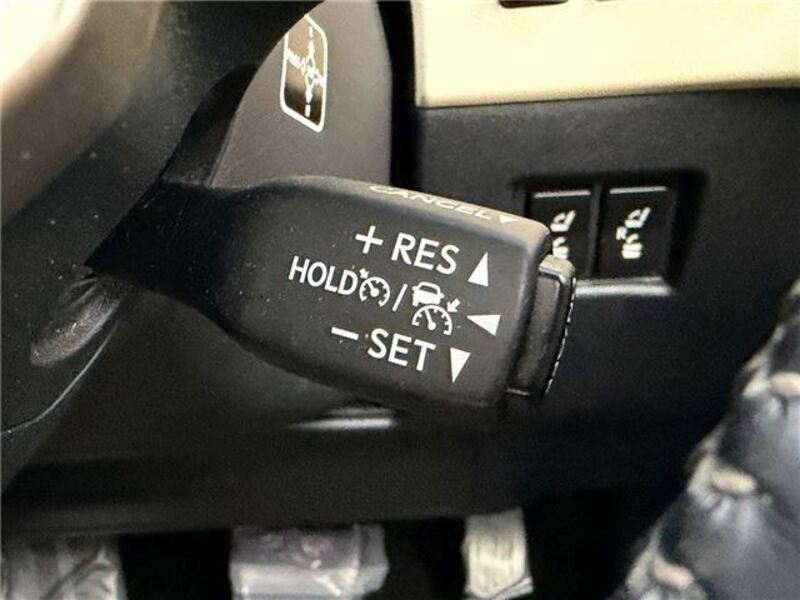 CANCEL
+ RES
HOLD /
− SET